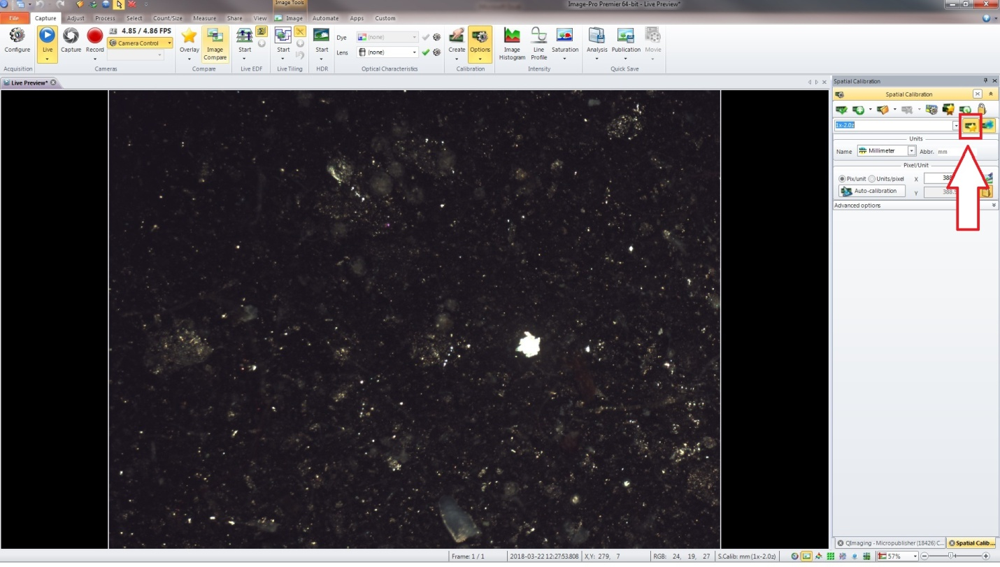 Image Tools
Image-Pro Premier 64-bit - Live Preview*
File Capture Adjust Process Select Count/Size Measure Share View Image Automate Apps Custom
AE 4.85 / 4.86 FPS
Camera Control
Configure Live Capture Record Overlay Image Compare Start Start Start
Dye (none)
Lens (none)
Create Options Image Histogram Line Profile Saturation Analysis Publication Movie
Acquisition Cameras Compare Live EDF Live Tiling HDR Optical Characteristics Calibration Intensity Quick Save
Live Preview*
Spatial Calibration
Spatial Calibration
1x-2.0z
Units
Name Millimeter Abbr. mm
Pixel/Unit
Pix/unit Units/pixel X 388
Auto-calibration Y 388.
Advanced options
QImaging - Micropublisher (18426) C... Spatial Calib...
Frame: 1 / 1 2018-03-22 12:27:53.808 X,Y: 279, 7 RGB: 24, 19, 27 S.Calib: mm (1x-2.0z) 57%